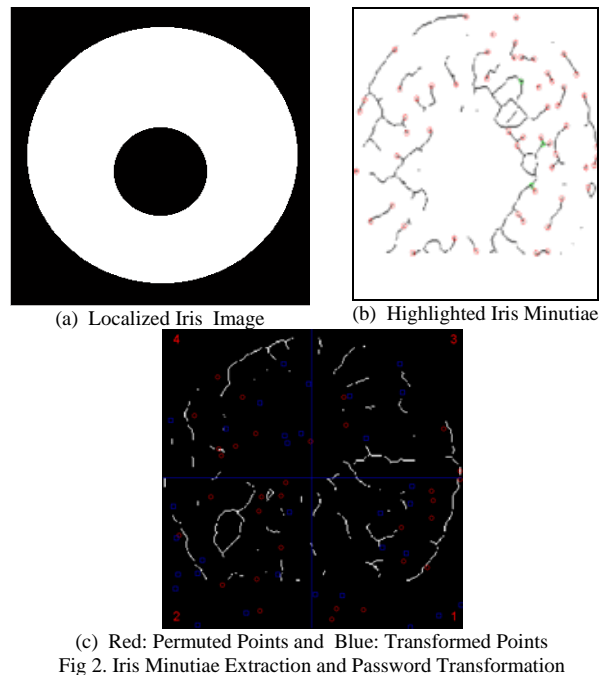 (a) Localized Iris Image
(b) Highlighted Iris Minutiae
4
3
2
1
(c) Red: Permuted Points and Blue: Transformed Points
Fig 2. Iris Minutiae Extraction and Password Transformation